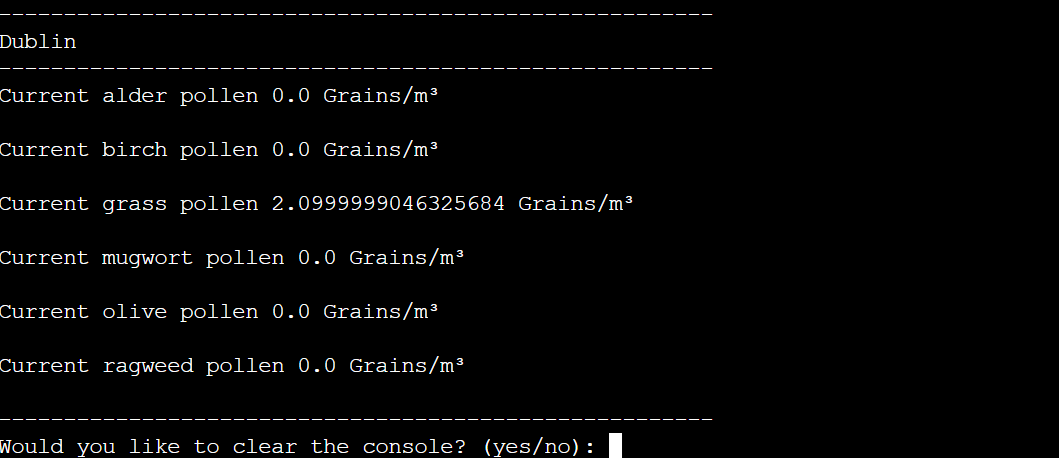 -------------------------------------------------------
Dublin
-------------------------------------------------------
Current alder pollen 0.0 Grains/m³
Current birch pollen 0.0 Grains/m³
Current grass pollen 2.0999999046325684 Grains/m³
Current mugwort pollen 0.0 Grains/m³
Current olive pollen 0.0 Grains/m³
Current ragweed pollen 0.0 Grains/m³
-------------------------------------------------------
Would you like to clear the console? (yes/no):